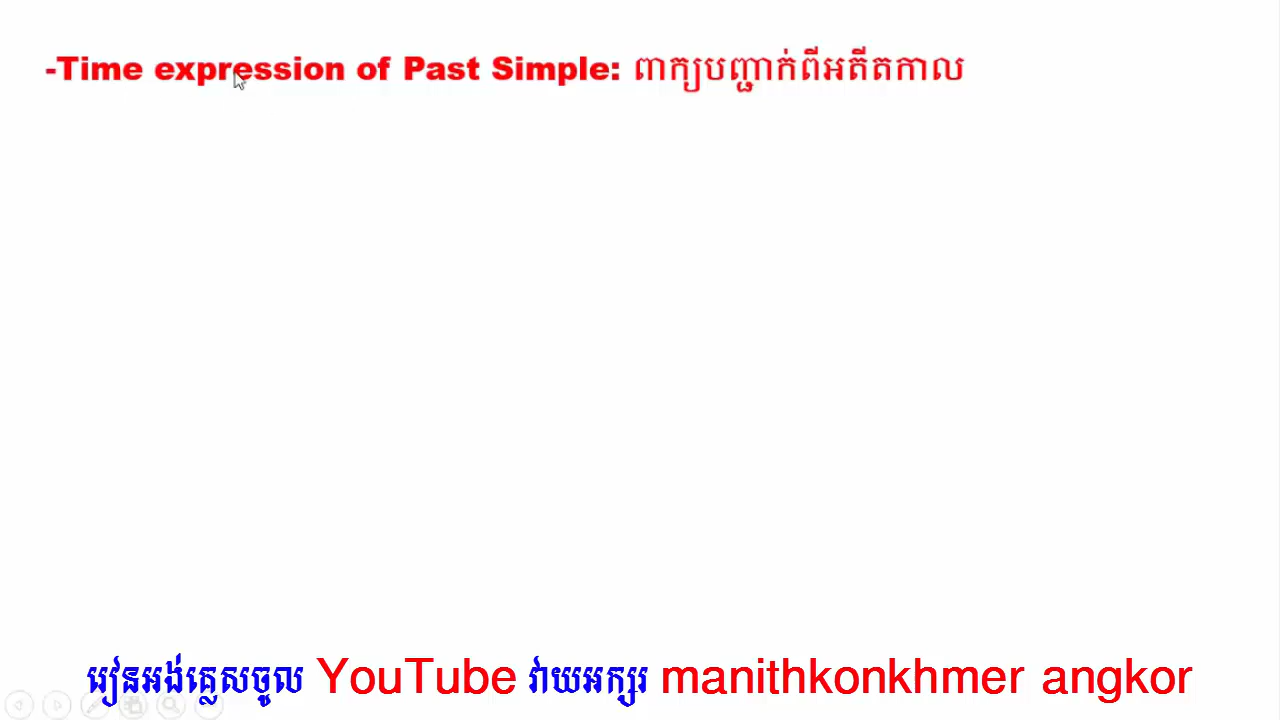 -Time expression of Past Simple: ពាក្យបញ្ជាក់ពីអតីតកាល
រៀនអង់គ្លេសចូល YouTube វាយអក្សរ manithkonkhmer angkor